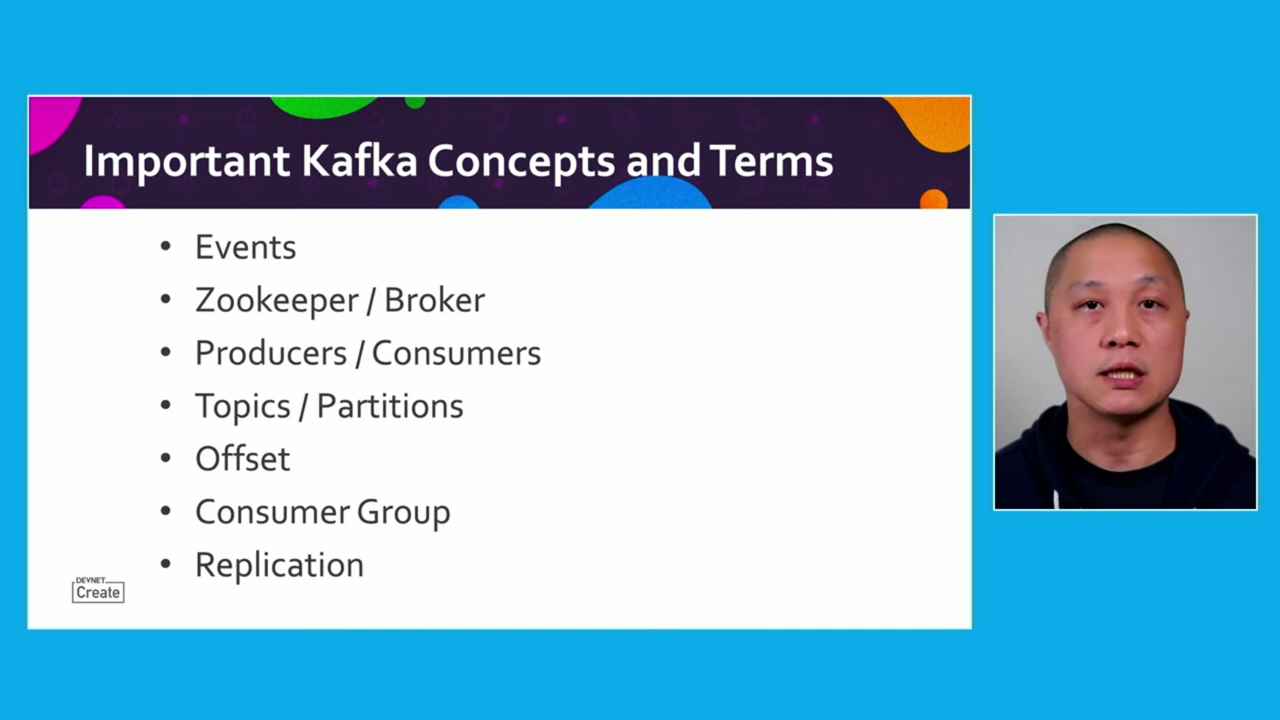 Important Kafka Concepts and Terms
• Events
• Zookeeper / Broker
• Producers / Consumers
• Topics / Partitions
• Offset
• Consumer Group
• Replication
DEVNET
Create